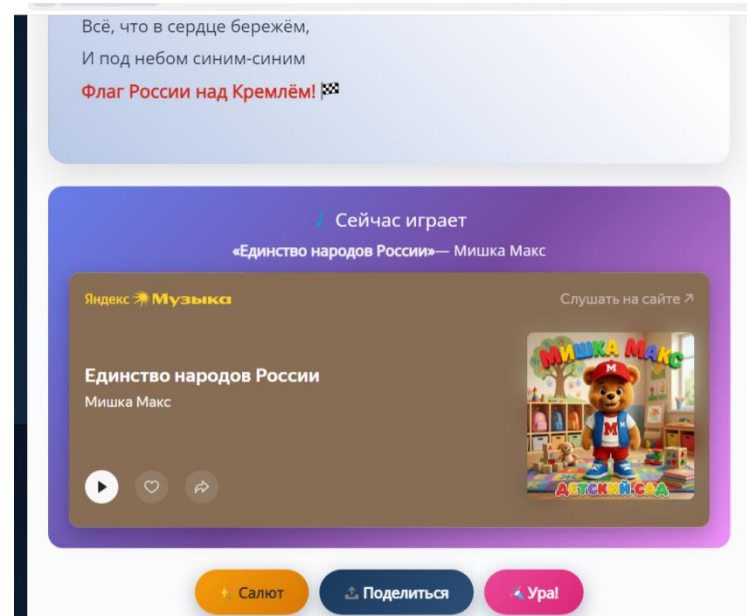 Всё, что в сердце бережём,
И под небом синим-синим
Флаг России над Кремлём! 🏁
🎵 Сейчас играет
«Единство народов России»— Мишка Макс
Яндекс Музыка
Слушать на сайте ↗
Единство народов России
Мишка Макс
МИШКА МАКС
М
М
ДЕТСКИЙ САД
✨ Салют
📤 Поделиться
🎉 Ура!